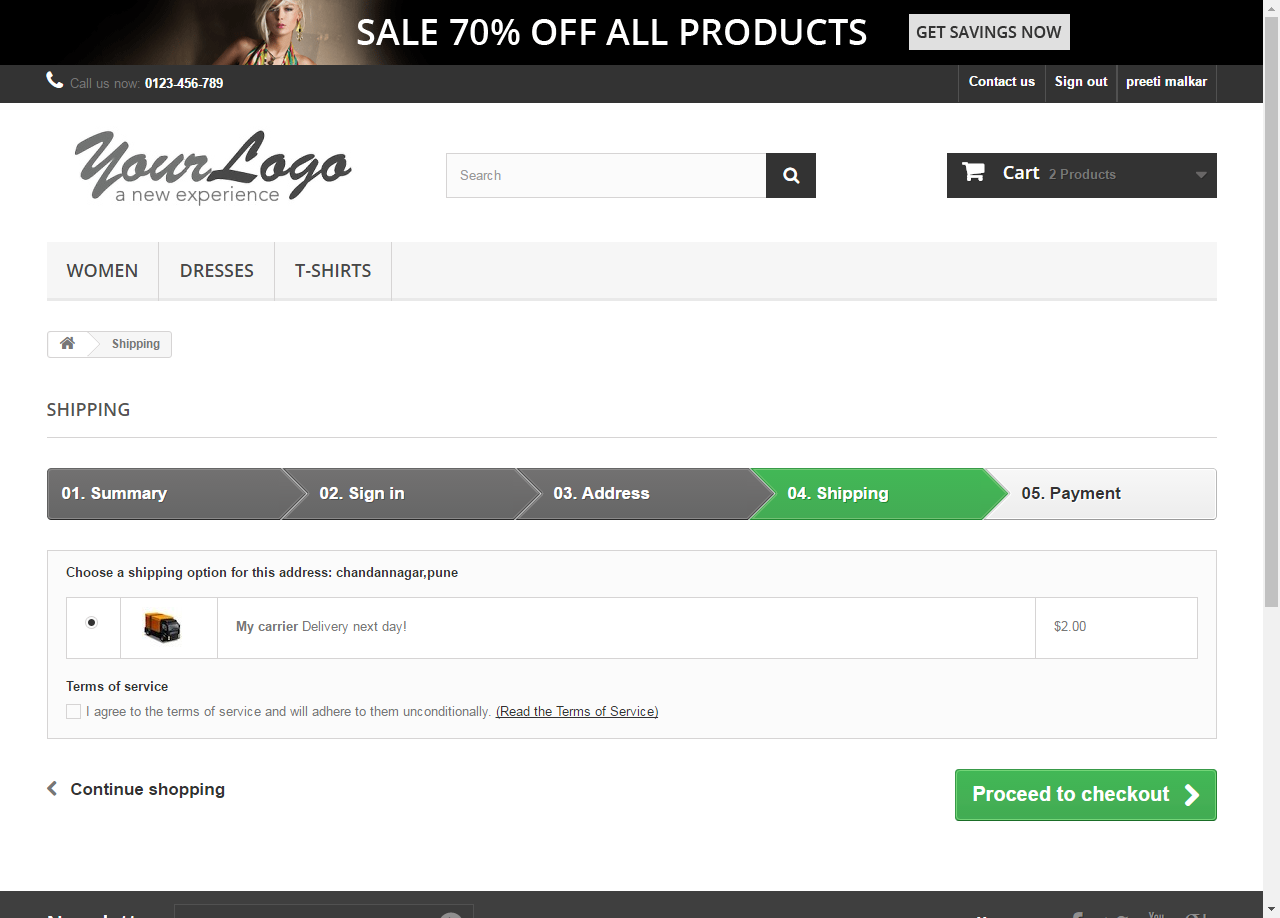 SALE 70% OFF ALL PRODUCTS GET SAVINGS NOW
Call us now: 0123-456-789 Contact us Sign out preeti malkar
Your Logo
a new experience
Search
Cart 2 Products
WOMEN DRESSES T-SHIRTS
Shipping
SHIPPING
01. Summary 02. Sign in 03. Address 04. Shipping 05. Payment
Choose a shipping option for this address: chandannagar,pune
My carrier Delivery next day! $2.00
Terms of service
I agree to the terms of service and will adhere to them unconditionally. (Read the Terms of Service)
Continue shopping
Proceed to checkout